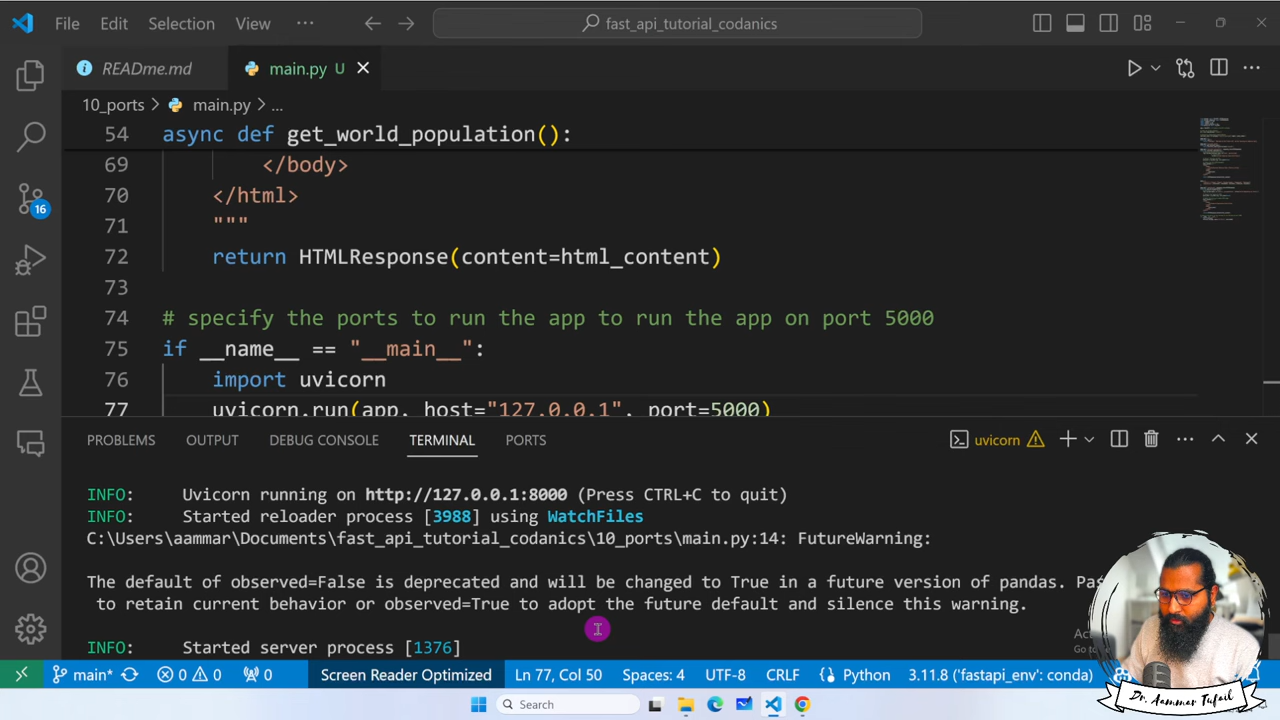 File Edit Selection View ··· fast_api_tutorial_codanics
READme.md main.py U
10_ports > main.py > ...
54 async def get_world_population():
69 </body>
70 </html>
71 """
72 return HTMLResponse(content=html_content)
73
74 # specify the ports to run the app to run the app on port 5000
75 if __name__ == "__main__":
76 import uvicorn
77 uvicorn.run(app, host="127.0.0.1", port=5000)
16
PROBLEMS OUTPUT DEBUG CONSOLE TERMINAL PORTS uvicorn
INFO: Uvicorn running on http://127.0.0.1:8000 (Press CTRL+C to quit)
INFO: Started reloader process [3988] using WatchFiles
C:\Users\aammar\Documents\fast_api_tutorial_codanics\10_ports\main.py:14: FutureWarning:
The default of observed=False is deprecated and will be changed to True in a future version of pandas.
to retain current behavior or observed=True to adopt the future default and silence this warning.
INFO: Started server process [1376]
main* 0 0 0 Screen Reader Optimized Ln 77, Col 50 Spaces: 4 UTF-8 CRLF Python 3.11.8 ('fastapi_env': conda)
Search
Dr. Aammar Tufail